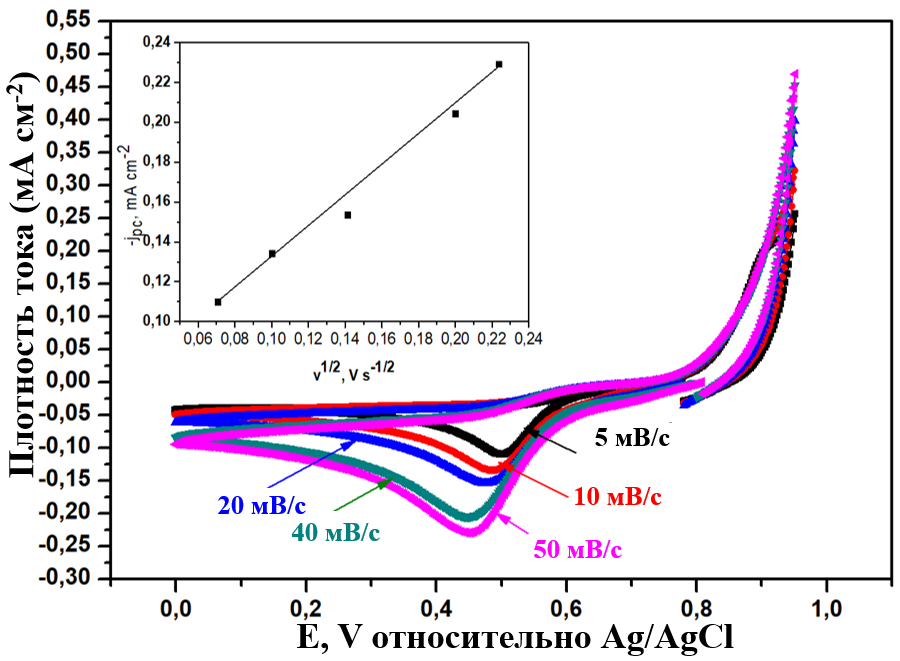 Плотность тока (мА см-2)
0,55
0,50
0,45
0,40
0,35
0,30
0,25
0,20
0,15
0,10
0,05
0,00
-0,05
-0,10
-0,15
-0,20
-0,25
-0,30
-jpc, mA cm-2
0,24
0,22
0,20
0,18
0,16
0,14
0,12
0,10
0,06 0,08 0,10 0,12 0,14 0,16 0,18 0,20 0,22 0,24
v1/2, V s-1/2
5 мВ/с
10 мВ/с
20 мВ/с
40 мВ/с
50 мВ/с
0,0 0,2 0,4 0,6 0,8 1,0
E, V относительно Ag/AgCl